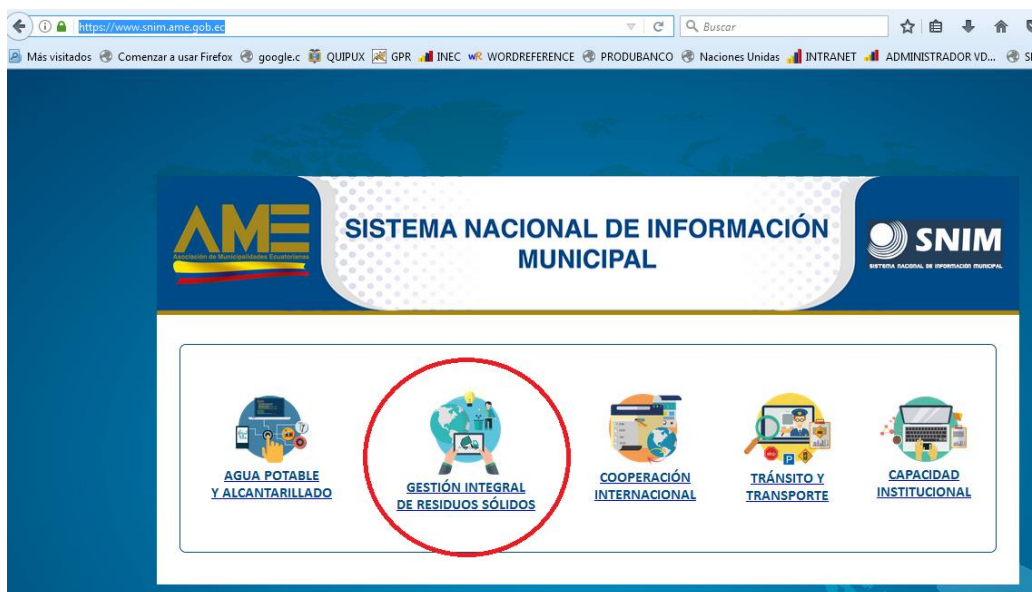 https://www.snim.ame.gob.ec
Buscar
Más visitados Comenzar a usar Firefox google.c QUIPUX GPR INEC wR WORDREFERENCE PRODUBANCO Naciones Unidas INTRANET ADMINISTRADOR VD...
AME
Asociación de Municipalidades Ecuatorianas
SISTEMA NACIONAL DE INFORMACIÓN
MUNICIPAL
SNIM
SISTEMA NACIONAL DE INFORMACIÓN MUNICIPAL
AGUA POTABLE
Y ALCANTARILLADO
GESTIÓN INTEGRAL
DE RESIDUOS SÓLIDOS
COOPERACIÓN
INTERNACIONAL
STOP
P
TRÁNSITO Y
TRANSPORTE
CAPACIDAD
INSTITUCIONAL